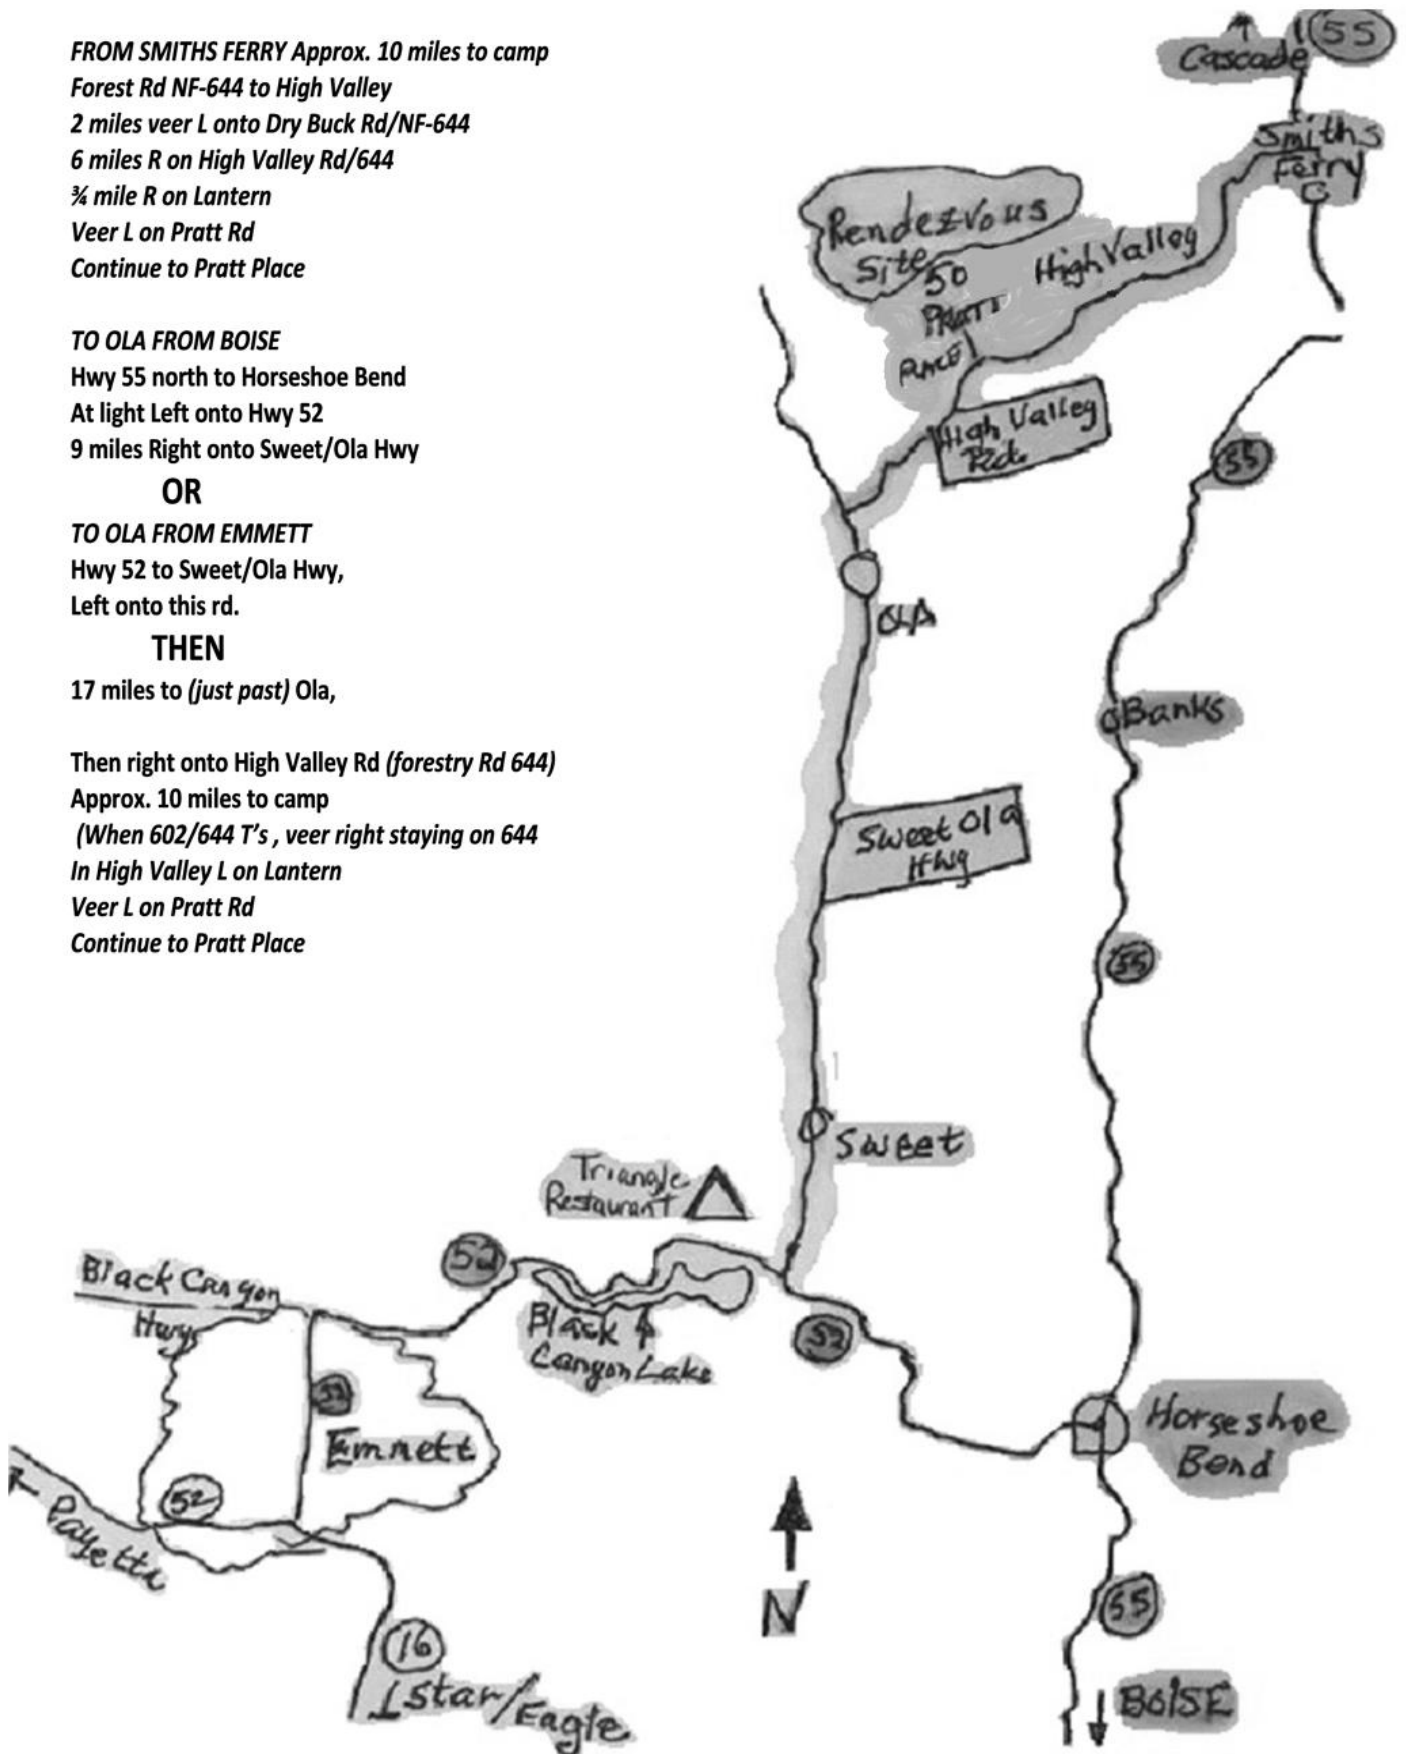 FROM SMITHS FERRY Approx. 10 miles to camp
Forest Rd NF-644 to High Valley
2 miles veer L onto Dry Buck Rd/NF-644
6 miles R on High Valley Rd/644
¾ mile R on Lantern
Veer L on Pratt Rd
Continue to Pratt Place
TO OLA FROM BOISE
Hwy 55 north to Horseshoe Bend
At light Left onto Hwy 52
9 miles Right onto Sweet/Ola Hwy
OR
TO OLA FROM EMMETT
Hwy 52 to Sweet/Ola Hwy,
Left onto this rd.
THEN
17 miles to (just past) Ola,
Then right onto High Valley Rd (forestry Rd 644)
Approx. 10 miles to camp
(When 602/644 T's , veer right staying on 644
In High Valley L on Lantern
Veer L on Pratt Rd
Continue to Pratt Place
55
Cascade
Smiths
Ferry
Rendezvous
Site
50
High Valley
PRATT
PLACE
High Valley
Rd.
55
OLA
Banks
Sweet Ola
Hwy
55
Sweet
Triangle
Restaurant
52
Black Canyon
Hwy
Black
Canyon Lake
52
Emmett
Horseshoe
Bend
52
Payette
N
55
16
Star/Eagle
BOISE